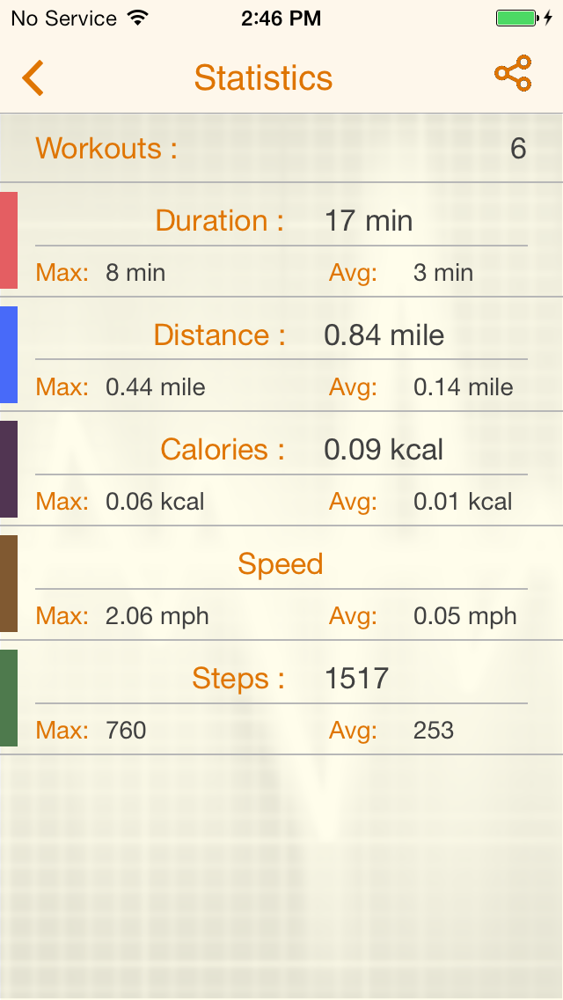 No Service 2:46 PM
Statistics
Workouts : 6
Duration : 17 min
Max: 8 min Avg: 3 min
Distance : 0.84 mile
Max: 0.44 mile Avg: 0.14 mile
Calories : 0.09 kcal
Max: 0.06 kcal Avg: 0.01 kcal
Speed
Max: 2.06 mph Avg: 0.05 mph
Steps : 1517
Max: 760 Avg: 253